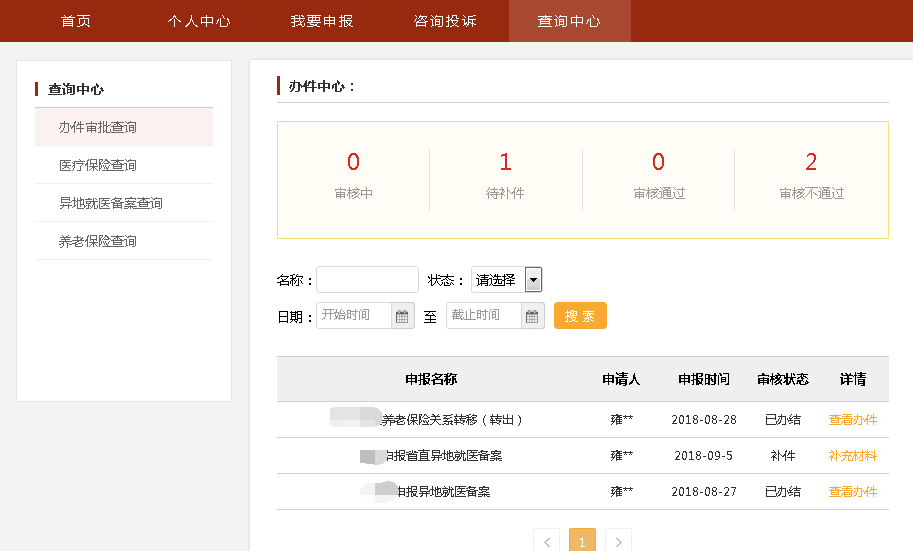 首页 个人中心 我要申报 咨询投诉 查询中心
查询中心
办件审批查询
医疗保险查询
异地就医备案查询
养老保险查询
办件中心：
0 1 0 2
审核中 待补件 审核通过 审核不通过
名称： 状态： 请选择
日期： 开始时间 至 截止时间 搜 索
申报名称 申请人 申报时间 审核状态 详情
养老保险关系转移（转出） 雍** 2018-08-28 已办结 查看办件
申报省直异地就医备案 雍** 2018-09-5 补件 补充材料
申报异地就医备案 雍** 2018-08-27 已办结 查看办件
< 1 >